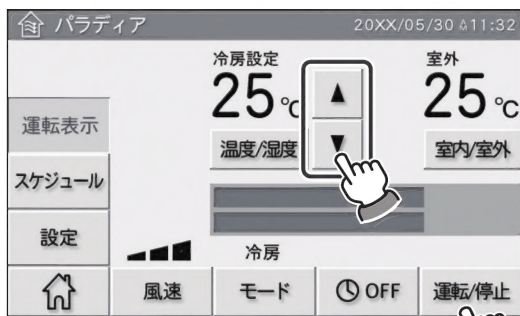 パラディア 20XX/05/30 11:32
冷房設定
25℃
▲
▼
温度/湿度
室外
25℃
室内/室外
運転表示
スケジュール
設定
冷房
風速
モード
OFF
運転/停止